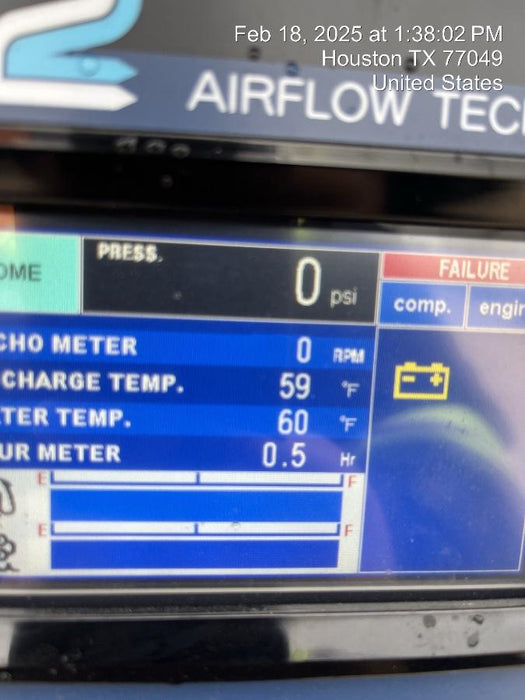 Feb 18, 2025 at 1:38:02 PM
Houston TX 77049
United States
AIRFLOW TEC
OME
PRESS.
0 psi
FAILURE
comp. engin
CHO METER 0 RPM
CHARGE TEMP. 59 °F
TER TEMP. 60 °F
UR METER 0.5 Hr
E F
E F